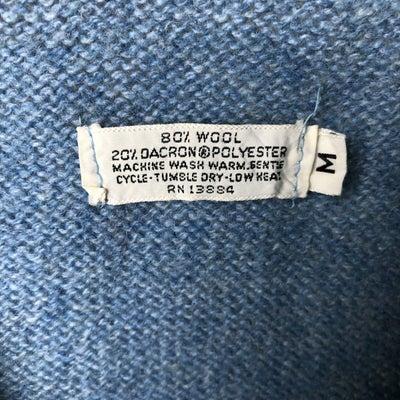 80% WOOL
20% DACRON®POLYESTER
MACHINE WASH WARM, GENTLE
CYCLE-TUMBLE DRY-LOW HEAT
RN 13884
M